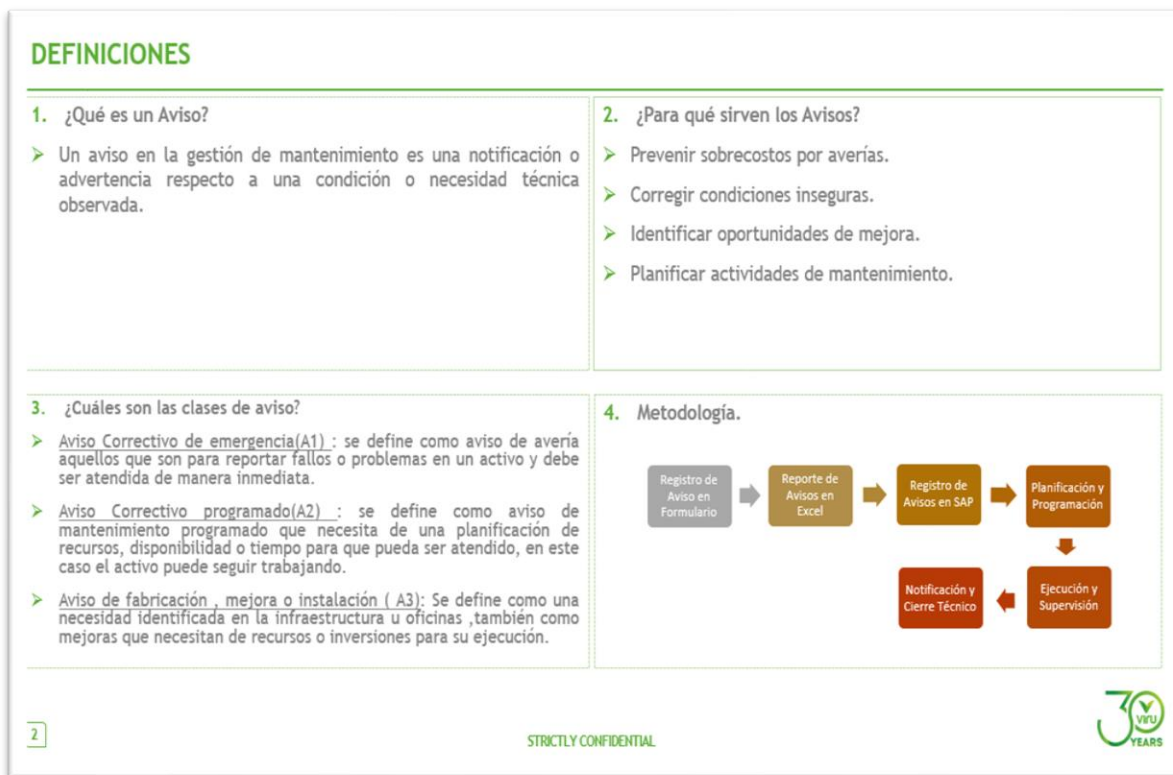 DEFINICIONES
1. ¿Qué es un Aviso?
➢ Un aviso en la gestión de mantenimiento es una notificación o
advertencia respecto a una condición o necesidad técnica
observada.
2. ¿Para qué sirven los Avisos?
➢ Prevenir sobrecostos por averías.
➢ Corregir condiciones inseguras.
➢ Identificar oportunidades de mejora.
➢ Planificar actividades de mantenimiento.
3. ¿Cuáles son las clases de aviso?
➢ Aviso Correctivo de emergencia(A1) : se define como aviso de avería
aquellos que son para reportar fallos o problemas en un activo y debe
ser atendida de manera inmediata.
➢ Aviso Correctivo programado(A2) : se define como aviso de
mantenimiento programado que necesita de una planificación de
recursos, disponibilidad o tiempo para que pueda ser atendido, en este
caso el activo puede seguir trabajando.
➢ Aviso de fabricación , mejora o instalación ( A3): Se define como una
necesidad identificada en la infraestructura u oficinas ,también como
mejoras que necesitan de recursos o inversiones para su ejecución.
4. Metodología.
Registro de
Aviso en
Formulario
Reporte de
Avisos en
Excel
Registro de
Avisos en SAP
Planificación y
Programación
Ejecución y
Supervisión
Notificación y
Cierre Técnico
2
STRICTLY CONFIDENTIAL
30
VIRU
YEARS